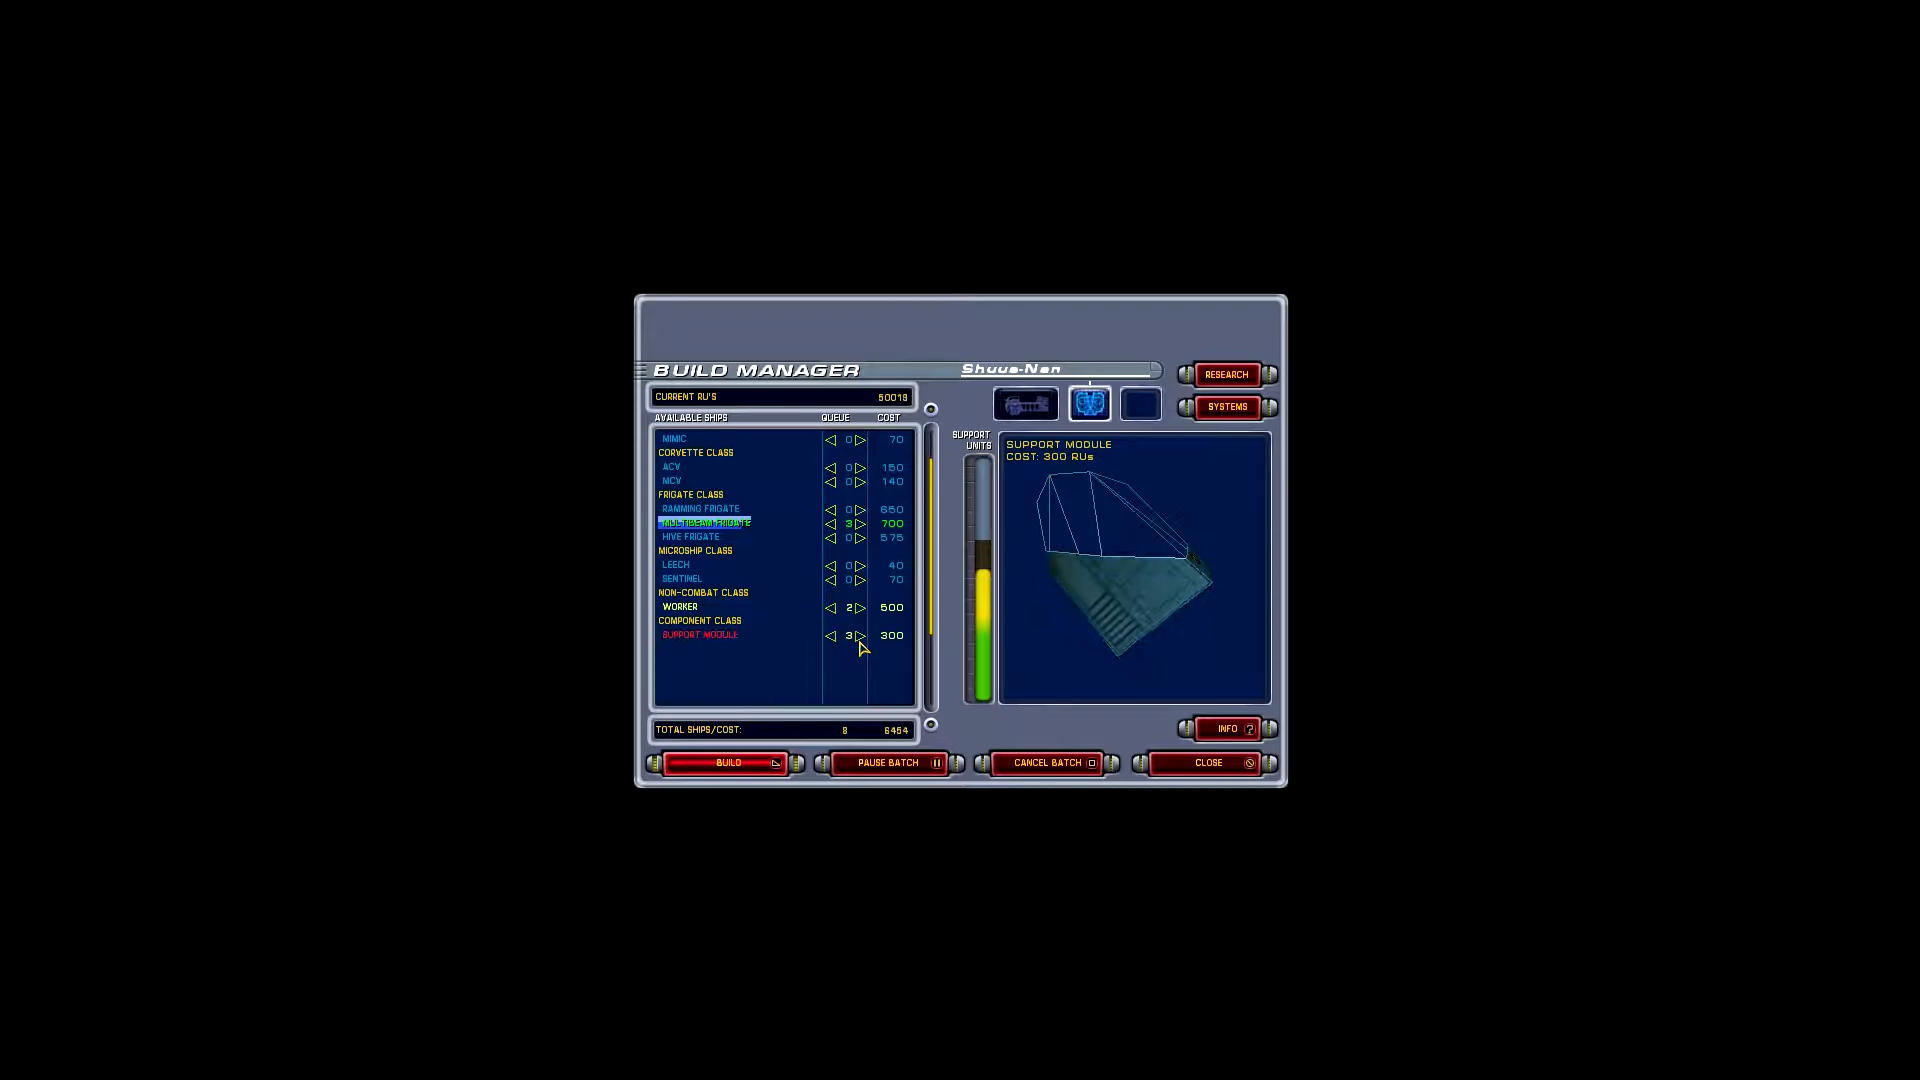 BUILD MANAGER
Shuua-Nan
RESEARCH
CURRENT RU'S 50018
SYSTEMS
AVAILABLE SHIPS QUEUE COST
SUPPORT UNITS
MIMIC 0 70
CORVETTE CLASS
ACV 0 150
MCV 0 140
FRIGATE CLASS
RAMMING FRIGATE 0 650
MULTIBEAM FRIGATE 3 700
HIVE FRIGATE 0 575
MICROSHIP CLASS
LEECH 0 40
SENTINEL 0 70
NON-COMBAT CLASS
WORKER 2 500
COMPONENT CLASS
SUPPORT MODULE 3 300
SUPPORT MODULE
COST: 300 RUs
TOTAL SHIPS/COST: 8 6454
INFO ?
BUILD
PAUSE BATCH
CANCEL BATCH
CLOSE